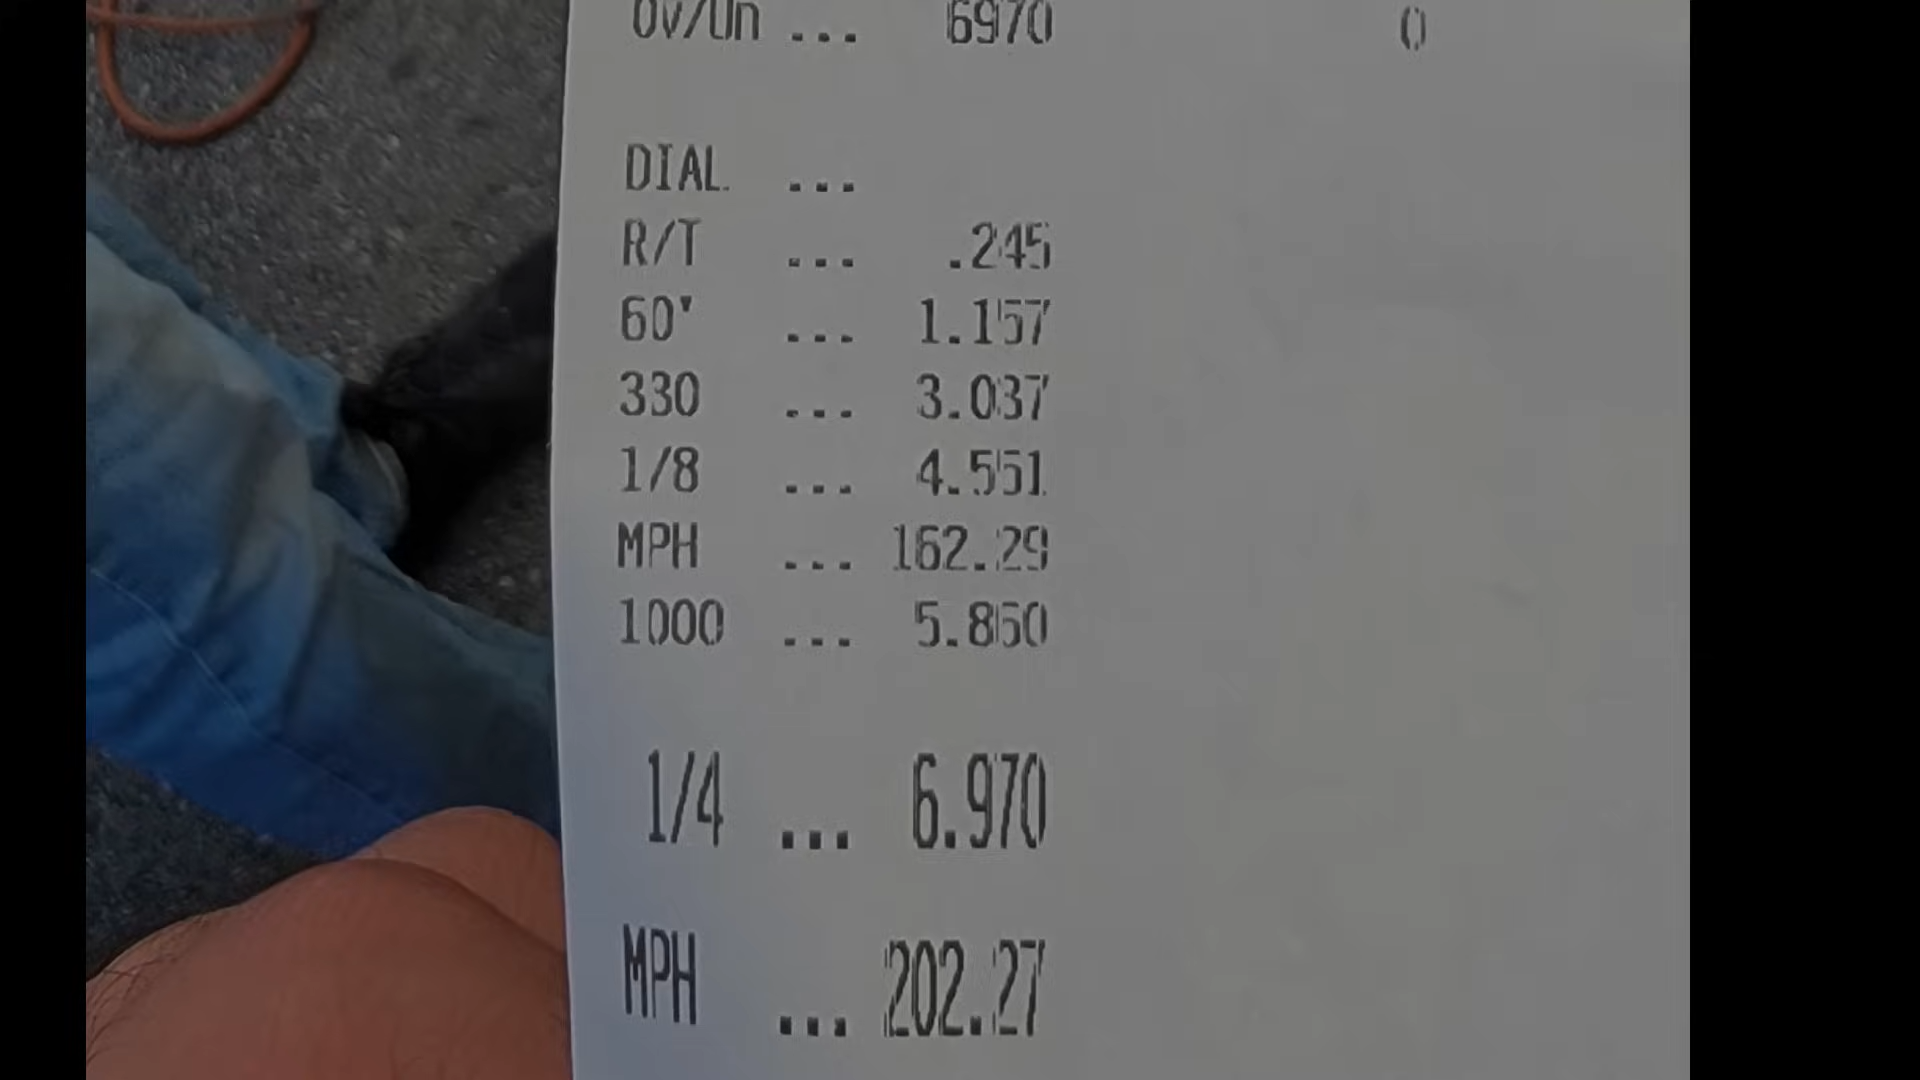 Ov/Un ... 6970 0
DIAL ...
R/T ... .245
60' ... 1.157
330 ... 3.037
1/8 ... 4.551
MPH ... 162.29
1000 ... 5.850
1/4 ... 6.970
MPH ... 202.27